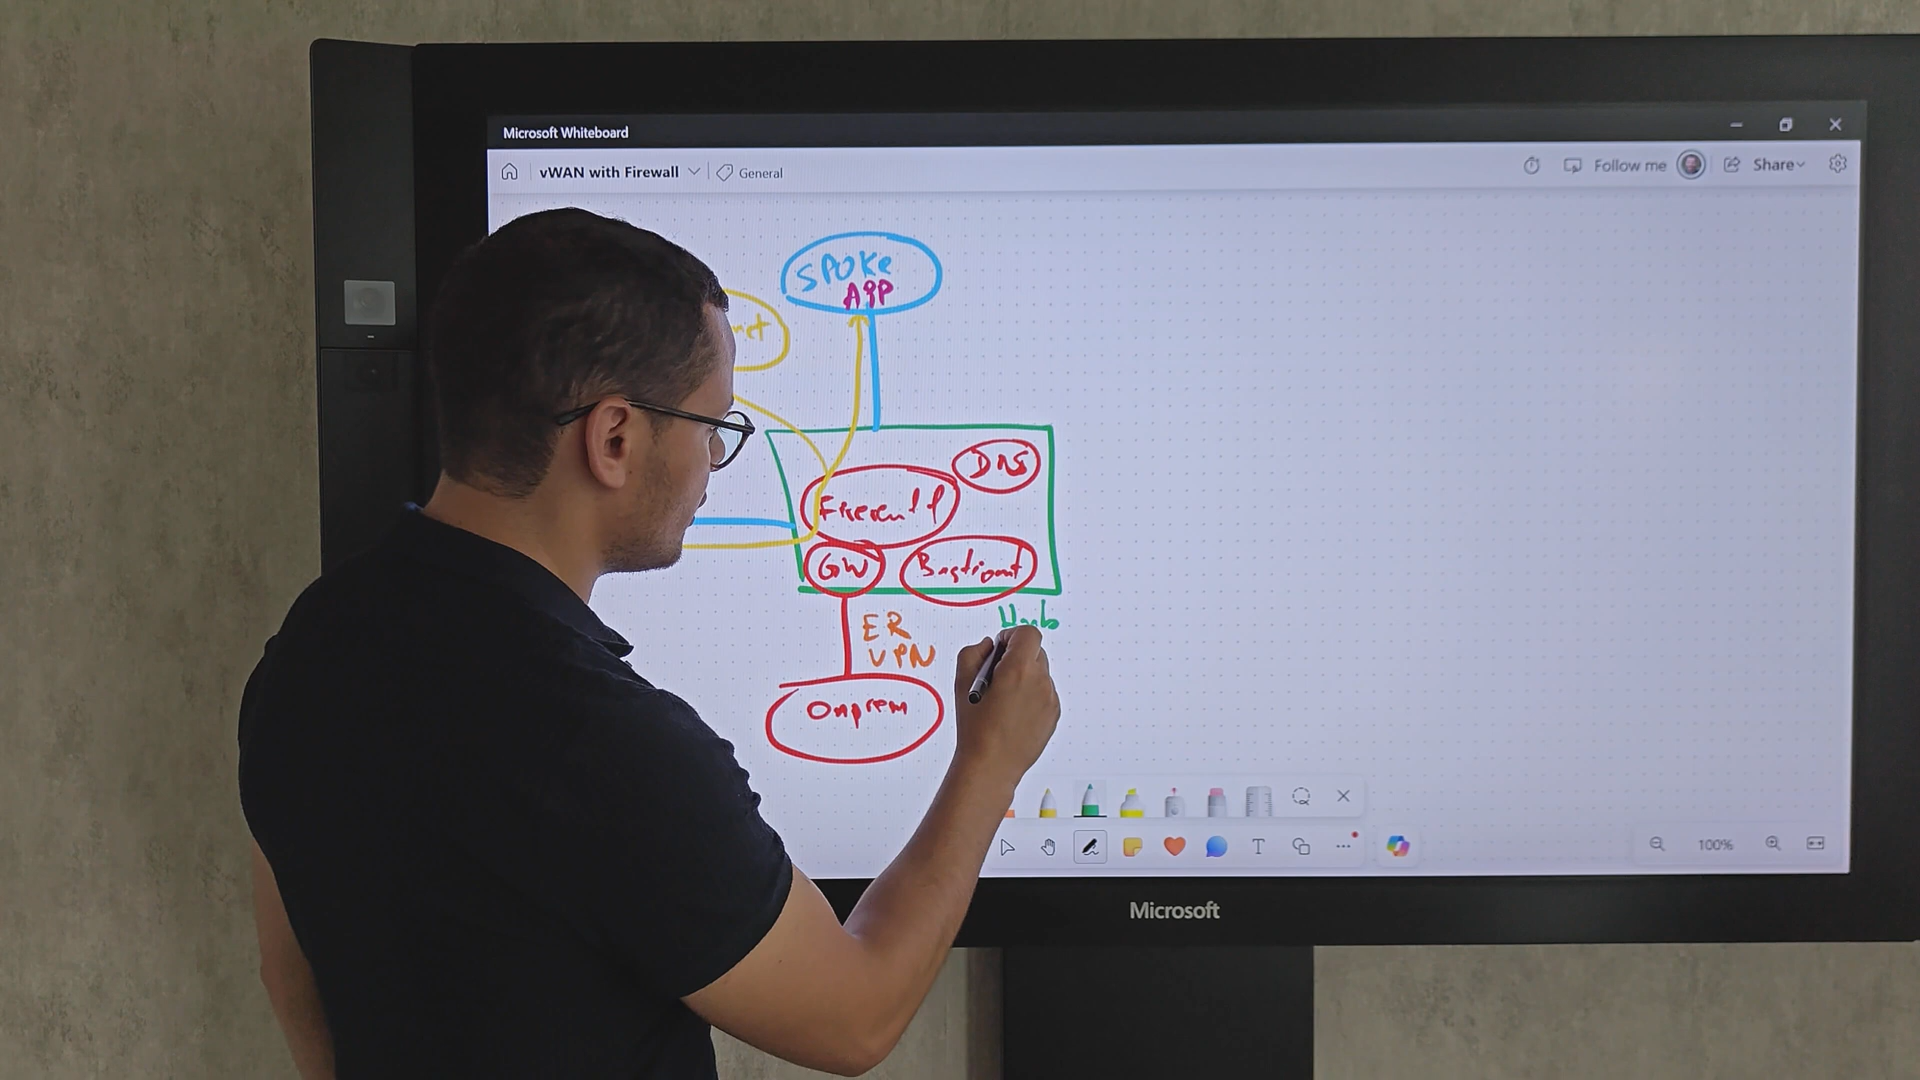 Microsoft Whiteboard
vWAN with Firewall
General
Follow me
Share
SPOKe
APP
DNS
Firewall
GW
Bastion
Hub
ER
VPN
Onprem
100%
Microsoft